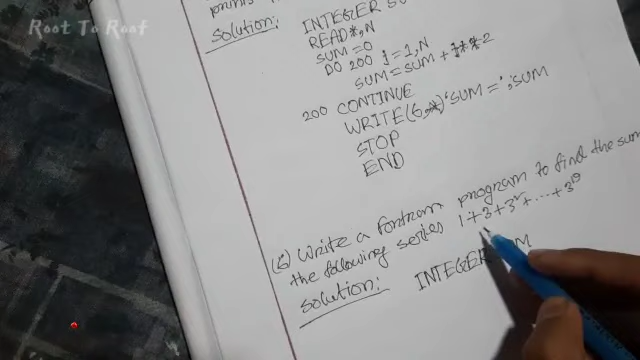 Root To Root
Solution: INTEGER SU
READ*,N
SUM=0
DO 200 I=1,N
SUM=SUM + I**2
200 CONTINUE
WRITE(6,*)'SUM=',SUM
STOP
END
(6) Write a fortran program to find the sum
the following series 1+3+3²+...+3
Solution: INTEGER SUM